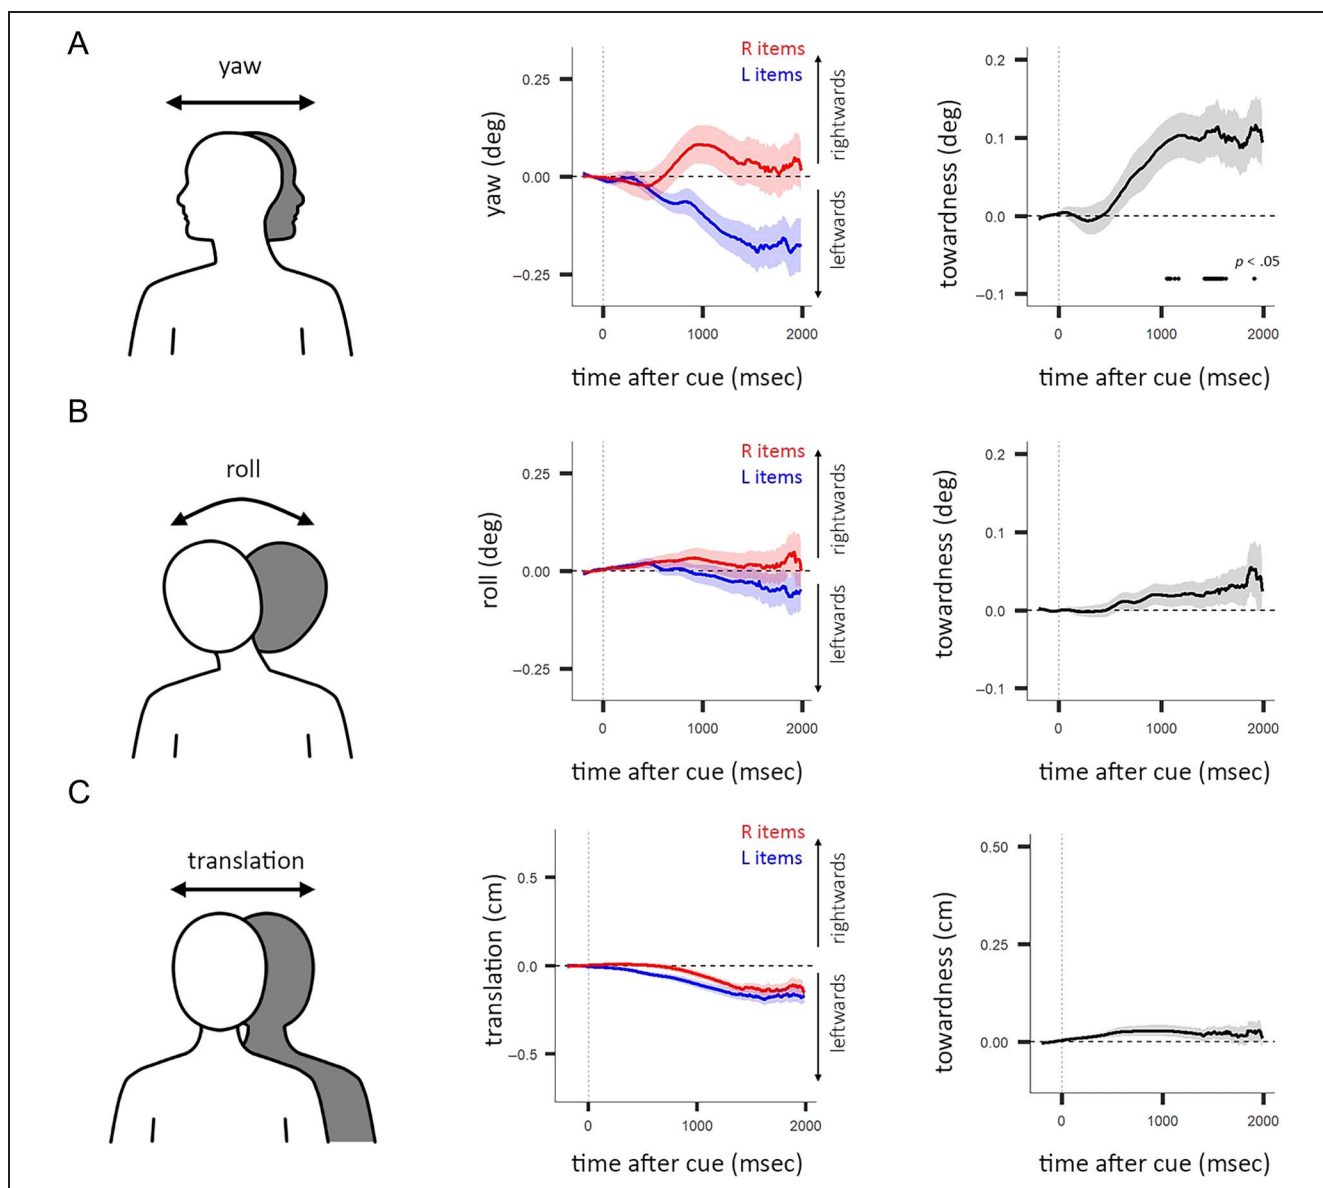 A
yaw
yaw (deg)
0.25
0.00
−0.25
R items
L items
rightwards
leftwards
0
1000
2000
time after cue (msec)
towardness (deg)
0.2
0.1
0.0
−0.1
p < .05
0
1000
2000
time after cue (msec)
B
roll
roll (deg)
0.25
0.00
−0.25
R items
L items
rightwards
leftwards
0
1000
2000
time after cue (msec)
towardness (deg)
0.2
0.1
0.0
−0.1
0
1000
2000
time after cue (msec)
C
translation
translation (cm)
0.5
0.0
−0.5
R items
L items
rightwards
leftwards
0
1000
2000
time after cue (msec)
towardness (cm)
0.50
0.25
0.00
0
1000
2000
time after cue (msec)